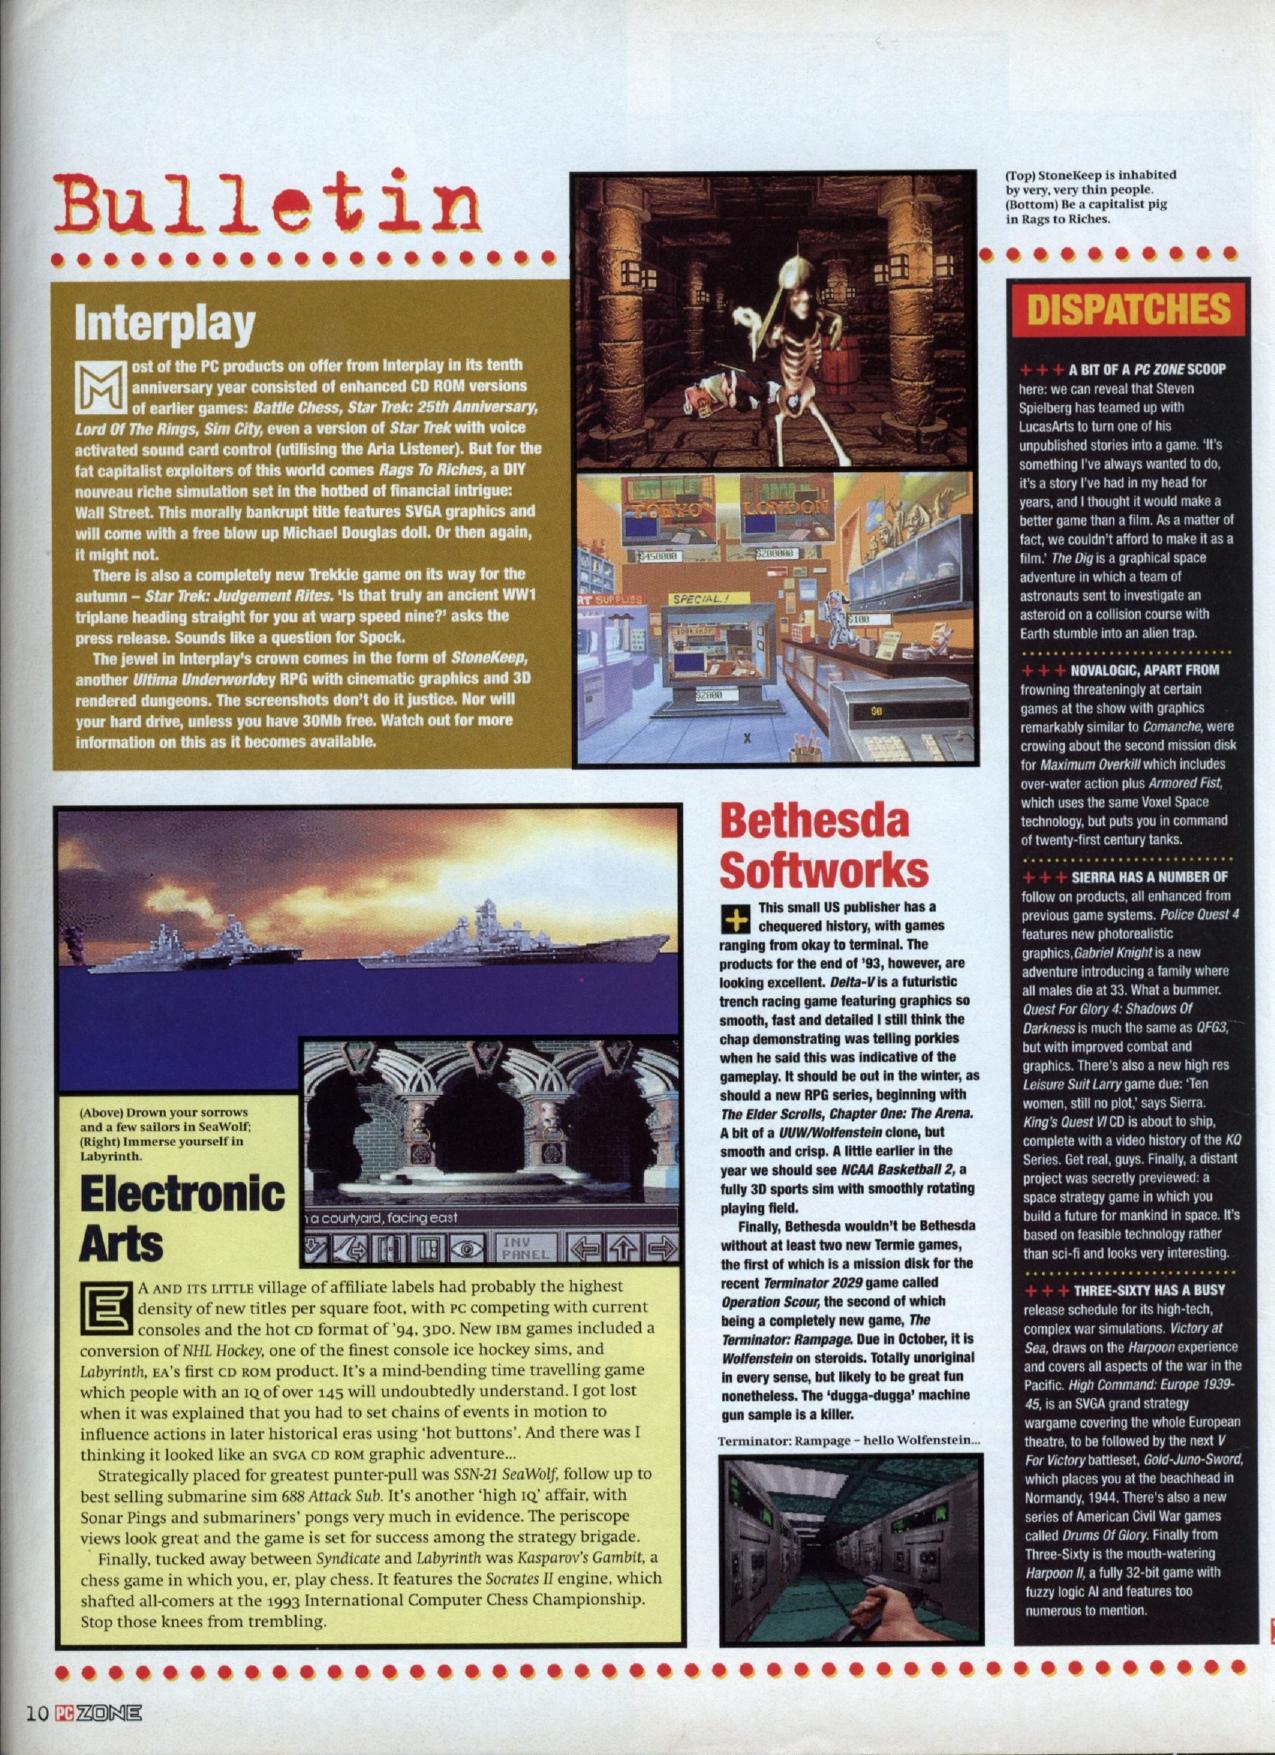 Bulletin
(Top) StoneKeep is inhabited
by very, very thin people.
(Bottom) Be a capitalist pig
in Rags to Riches.
Interplay
Most of the PC products on offer from Interplay in its tenth
anniversary year consisted of enhanced CD ROM versions
of earlier games: Battle Chess, Star Trek: 25th Anniversary,
Lord Of The Rings, Sim City, even a version of Star Trek with voice
activated sound card control (utilising the Aria Listener). But for the
fat capitalist exploiters of this world comes Rags To Riches, a DIY
nouveau riche simulation set in the hotbed of financial intrigue:
Wall Street. This morally bankrupt title features SVGA graphics and
will come with a free blow up Michael Douglas doll. Or then again,
it might not.
There is also a completely new Trekkie game on its way for the
autumn – Star Trek: Judgement Rites. 'Is that truly an ancient WW1
triplane heading straight for you at warp speed nine?' asks the
press release. Sounds like a question for Spock.
The jewel in Interplay's crown comes in the form of StoneKeep,
another Ultima Underworldey RPG with cinematic graphics and 3D
rendered dungeons. The screenshots don't do it justice. Nor will
your hard drive, unless you have 30Mb free. Watch out for more
information on this as it becomes available.
TOKYO
LONDON
$450000
$200000
RT SUPPLIES
SPECIAL!
$100
BOOKSHOP
$2000
$0
X
(Above) Drown your sorrows
and a few sailors in SeaWolf;
(Right) Immerse yourself in
Labyrinth.
a courtyard, facing east
INV
PANEL
Electronic
Arts
EA AND ITS LITTLE village of affiliate labels had probably the highest
density of new titles per square foot, with PC competing with current
consoles and the hot CD format of '94, 3DO. New IBM games included a
conversion of NHL Hockey, one of the finest console ice hockey sims, and
Labyrinth, EA's first CD ROM product. It's a mind-bending time travelling game
which people with an IQ of over 145 will undoubtedly understand. I got lost
when it was explained that you had to set chains of events in motion to
influence actions in later historical eras using 'hot buttons'. And there was I
thinking it looked like an SVGA CD ROM graphic adventure...
Strategically placed for greatest punter-pull was SSN-21 SeaWolf, follow up to
best selling submarine sim 688 Attack Sub. It's another 'high IQ' affair, with
Sonar Pings and submariners' pongs very much in evidence. The periscope
views look great and the game is set for success among the strategy brigade.
Finally, tucked away between Syndicate and Labyrinth was Kasparov's Gambit, a
chess game in which you, er, play chess. It features the Socrates II engine, which
shafted all-comers at the 1993 International Computer Chess Championship.
Stop those knees from trembling.
Bethesda
Softworks
+ This small US publisher has a
chequered history, with games
ranging from okay to terminal. The
products for the end of '93, however, are
looking excellent. Delta-V is a futuristic
trench racing game featuring graphics so
smooth, fast and detailed I still think the
chap demonstrating was telling porkies
when he said this was indicative of the
gameplay. It should be out in the winter, as
should a new RPG series, beginning with
The Elder Scrolls, Chapter One: The Arena.
A bit of a UUW/Wolfenstein clone, but
smooth and crisp. A little earlier in the
year we should see NCAA Basketball 2, a
fully 3D sports sim with smoothly rotating
playing field.
Finally, Bethesda wouldn't be Bethesda
without at least two new Termie games,
the first of which is a mission disk for the
recent Terminator 2029 game called
Operation Scour, the second of which
being a completely new game, The
Terminator: Rampage. Due in October, it is
Wolfenstein on steroids. Totally unoriginal
in every sense, but likely to be great fun
nonetheless. The 'dugga-dugga' machine
gun sample is a killer.
Terminator: Rampage – hello Wolfenstein...
DISPATCHES
+ + + A BIT OF A PC ZONE SCOOP
here: we can reveal that Steven
Spielberg has teamed up with
LucasArts to turn one of his
unpublished stories into a game. 'It's
something I've always wanted to do,
it's a story I've had in my head for
years, and I thought it would make a
better game than a film. As a matter of
fact, we couldn't afford to make it as a
film.' The Dig is a graphical space
adventure in which a team of
astronauts sent to investigate an
asteroid on a collision course with
Earth stumble into an alien trap.
+ + + NOVALOGIC, APART FROM
frowning threateningly at certain
games at the show with graphics
remarkably similar to Comanche, were
crowing about the second mission disk
for Maximum Overkill which includes
over-water action plus Armored Fist,
which uses the same Voxel Space
technology, but puts you in command
of twenty-first century tanks.
+ + + SIERRA HAS A NUMBER OF
follow on products, all enhanced from
previous game systems. Police Quest 4
features new photorealistic
graphics, Gabriel Knight is a new
adventure introducing a family where
all males die at 33. What a bummer.
Quest For Glory 4: Shadows Of
Darkness is much the same as QFG3,
but with improved combat and
graphics. There's also a new high res
Leisure Suit Larry game due: 'Ten
women, still no plot,' says Sierra.
King's Quest VI CD is about to ship,
complete with a video history of the KQ
Series. Get real, guys. Finally, a distant
project was secretly previewed: a
space strategy game in which you
build a future for mankind in space. It's
based on feasible technology rather
than sci-fi and looks very interesting.
+ + + THREE-SIXTY HAS A BUSY
release schedule for its high-tech,
complex war simulations. Victory at
Sea, draws on the Harpoon experience
and covers all aspects of the war in the
Pacific. High Command: Europe 1939-
45, is an SVGA grand strategy
wargame covering the whole European
theatre, to be followed by the next V
For Victory battleset, Gold-Juno-Sword,
which places you at the beachhead in
Normandy, 1944. There's also a new
series of American Civil War games
called Drums Of Glory. Finally from
Three-Sixty is the mouth-watering
Harpoon II, a fully 32-bit game with
fuzzy logic AI and features too
numerous to mention.
10 PC ZONE